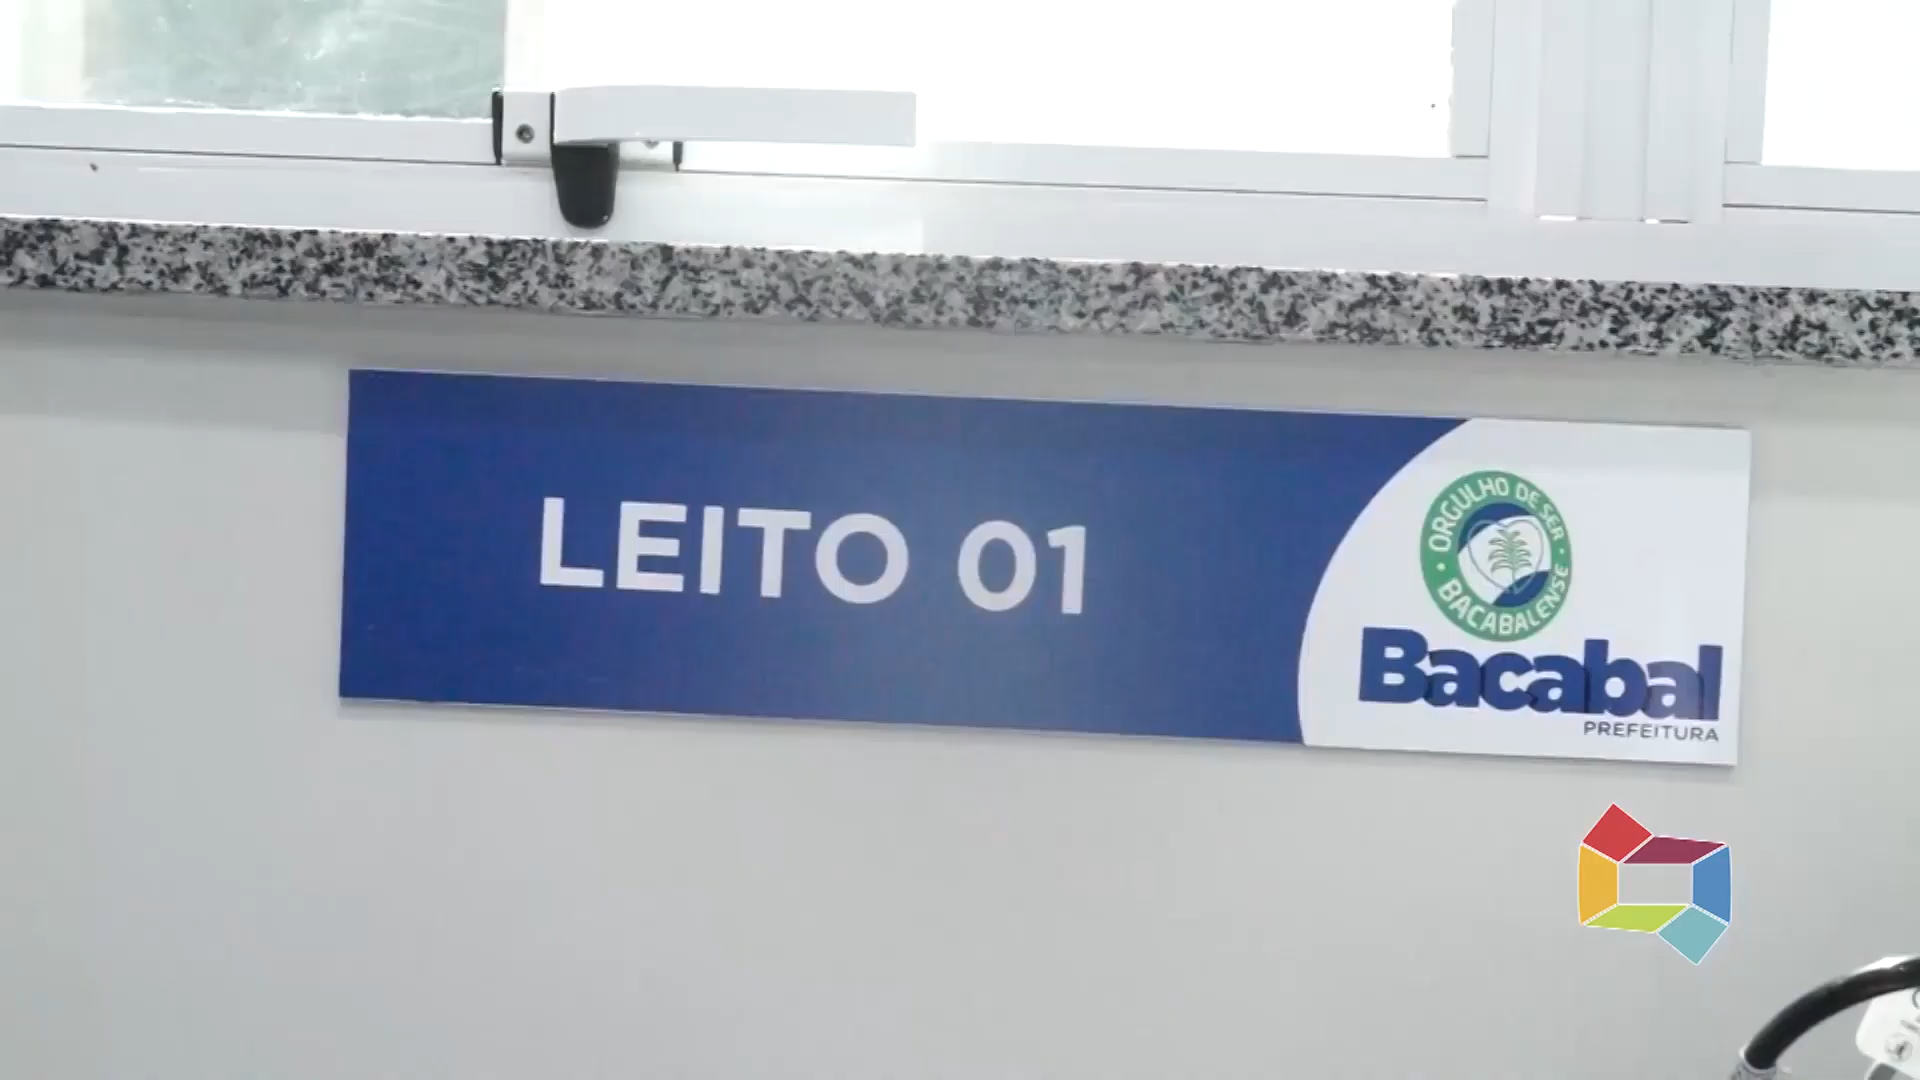 LEITO 01
ORGULHO DE SER
BACABALENSE
Bacabal
PREFEITURA